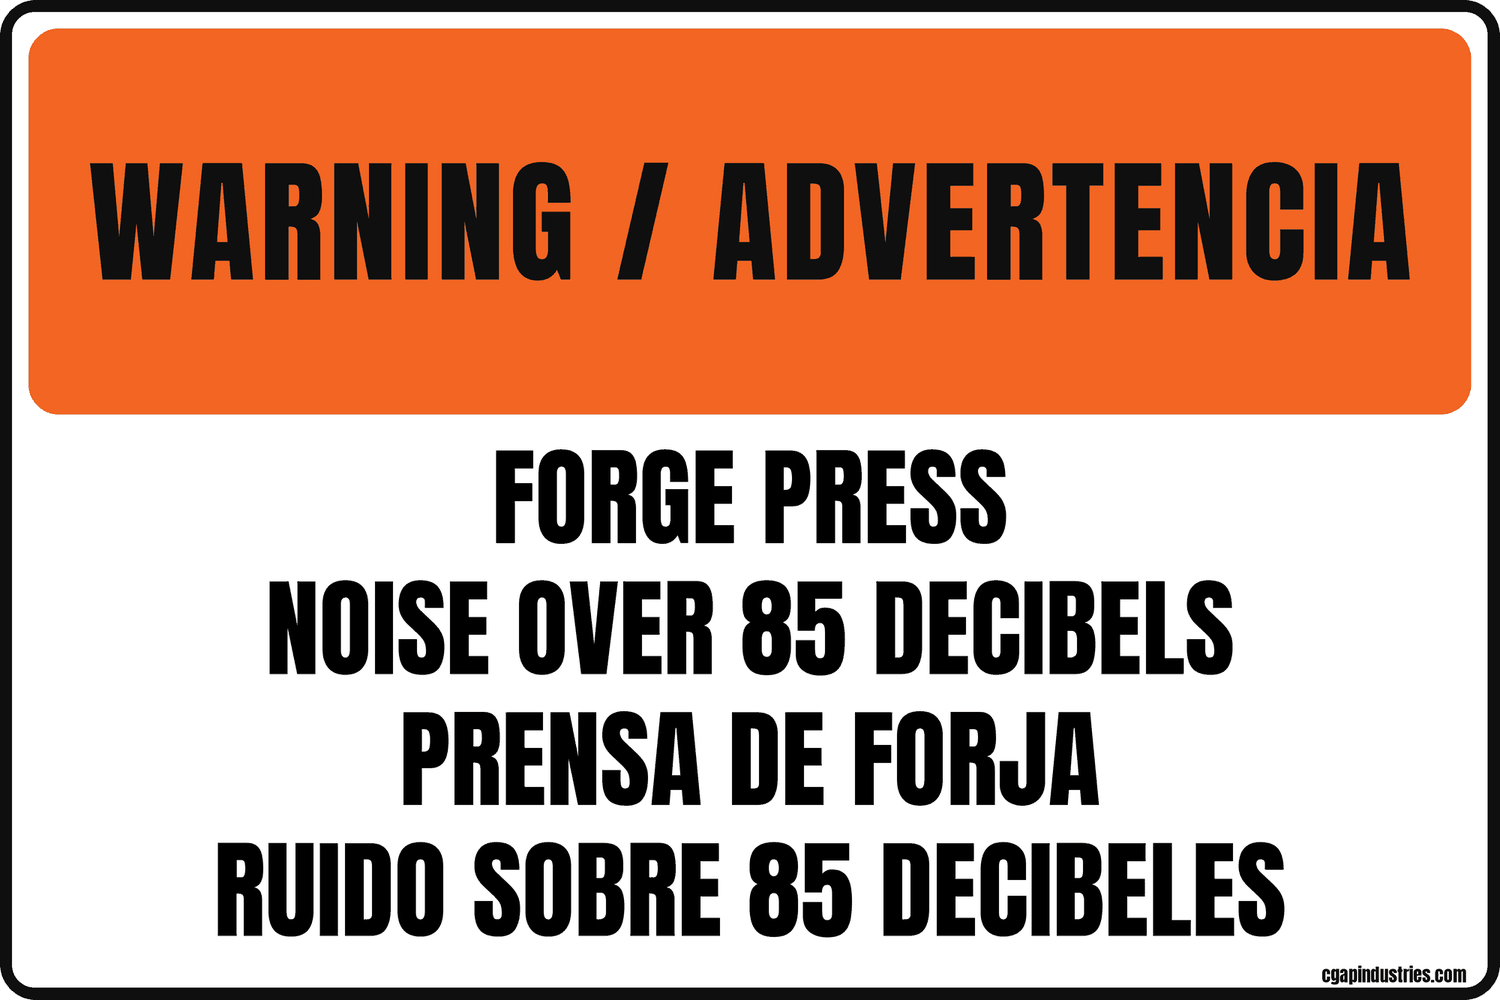 WARNING / ADVERTENCIA
FORGE PRESS
NOISE OVER 85 DECIBELS
PRENSA DE FORJA
RUIDO SOBRE 85 DECIBELES
cgapindustries.com